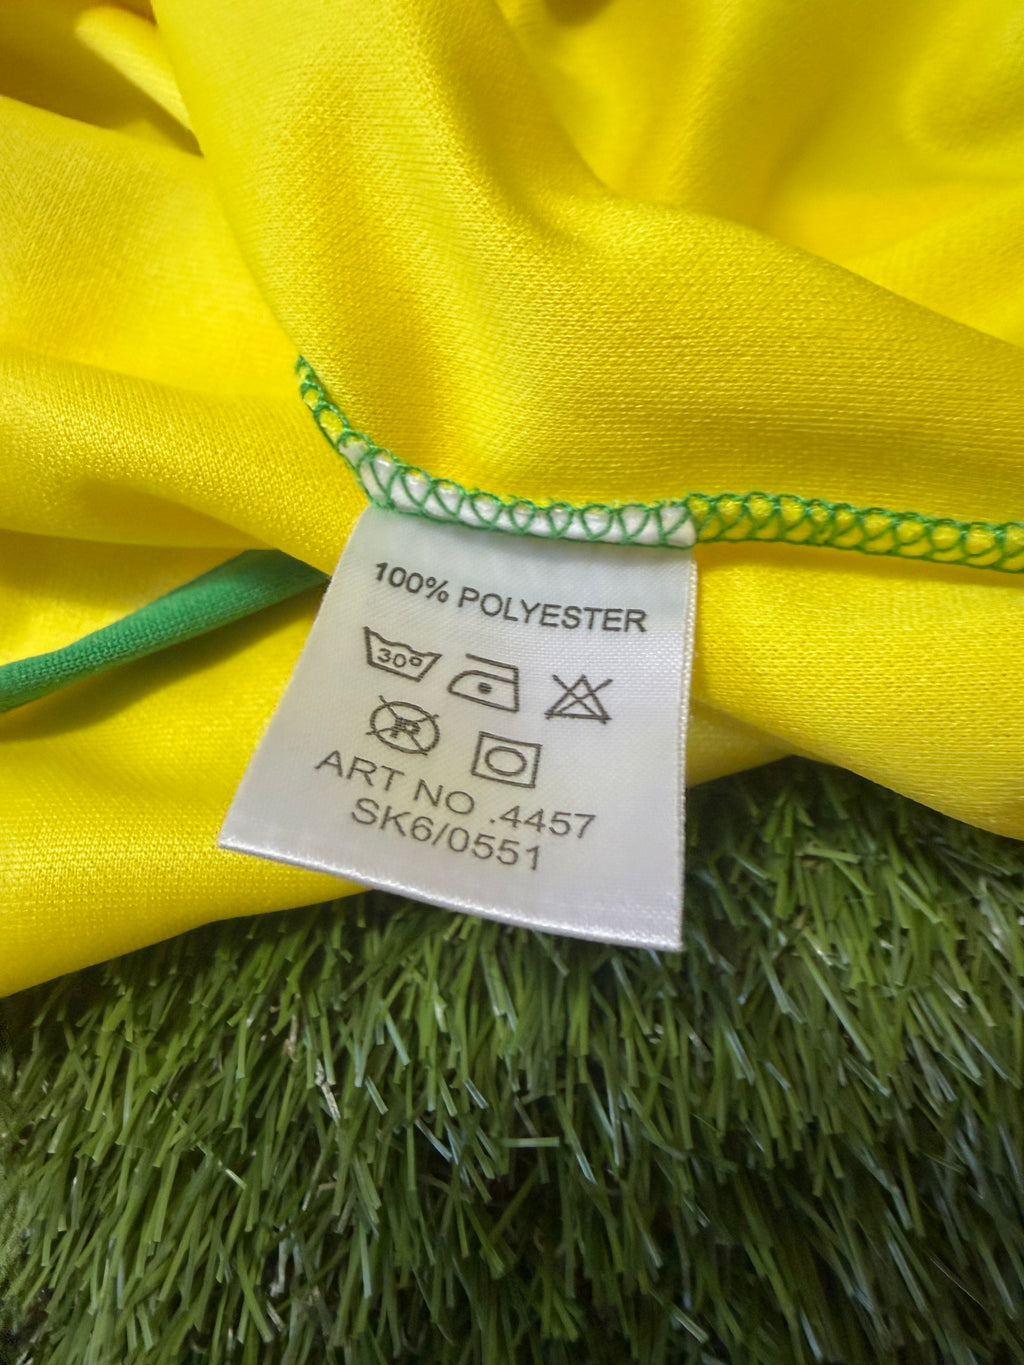 100% POLYESTER
30°
P
ART NO .4457
SK6/0551